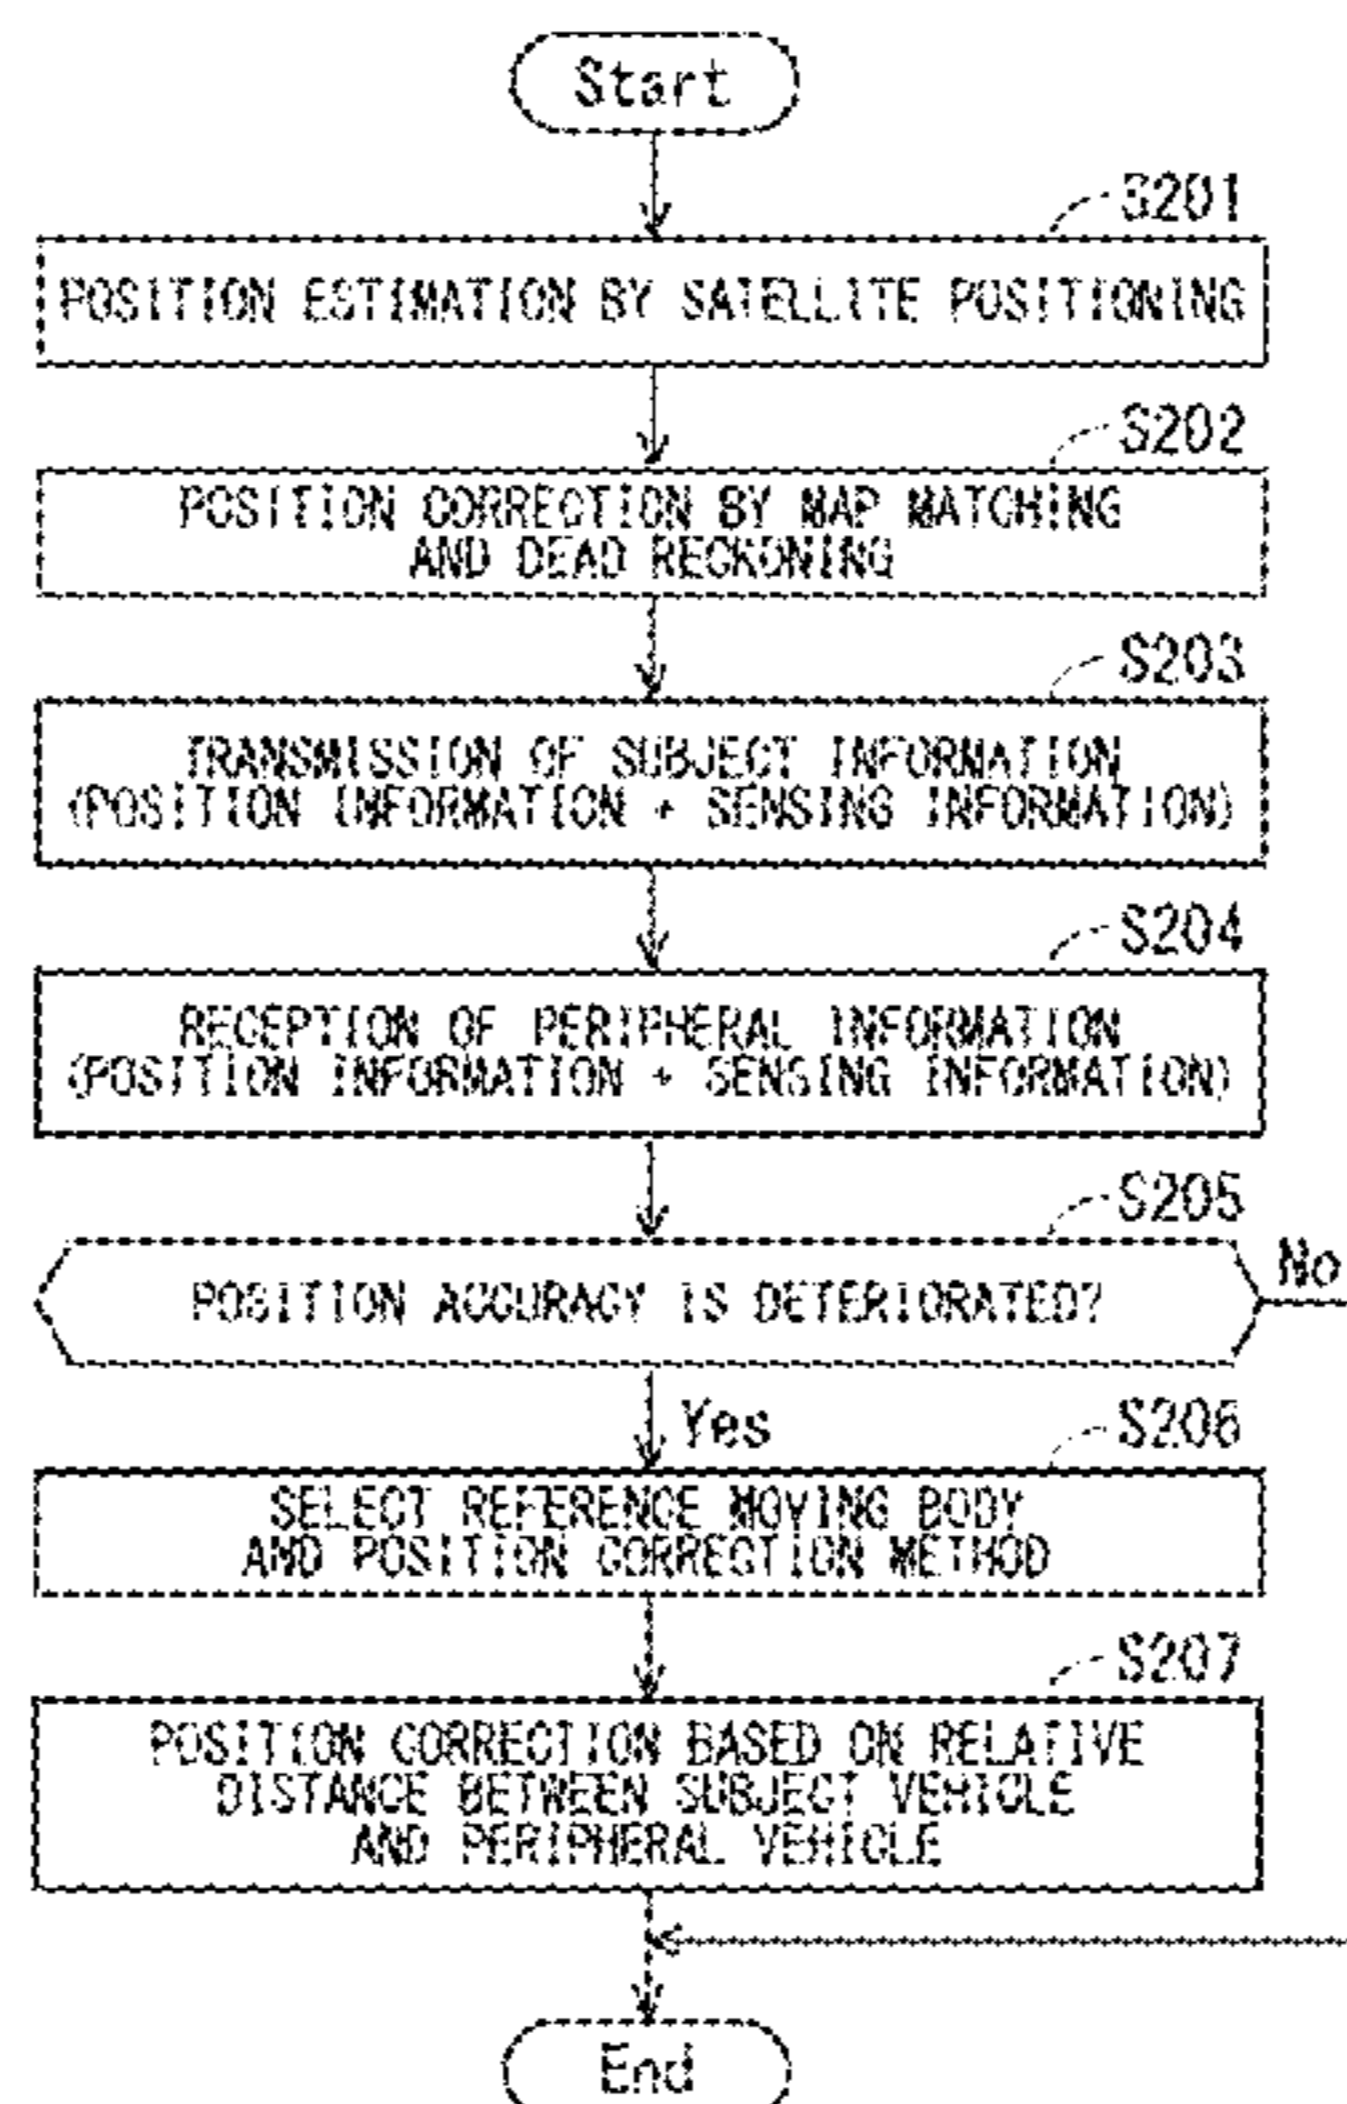 Start
S201
POSITION ESTIMATION BY SATELLITE POSITIONING
S202
POSITION CORRECTION BY MAP MATCHING
AND DEAD RECKONING
S203
TRANSMISSION OF SUBJECT INFORMATION
(POSITION INFORMATION + SENSING INFORMATION)
S204
RECEPTION OF PERIPHERAL INFORMATION
(POSITION INFORMATION + SENSING INFORMATION)
S205
POSITION ACCURACY IS DETERIORATED?
No
Yes
S206
SELECT REFERENCE MOVING BODY
AND POSITION CORRECTION METHOD
S207
POSITION CORRECTION BASED ON RELATIVE
DISTANCE BETWEEN SUBJECT VEHICLE
AND PERIPHERAL VEHICLE
End